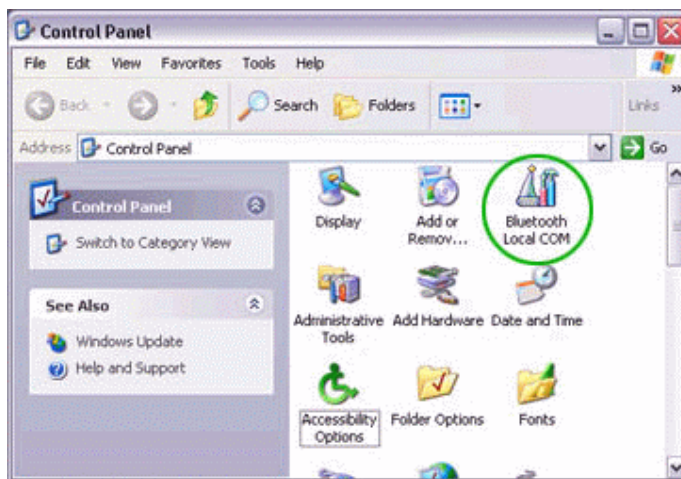 Control Panel
File Edit View Favorites Tools Help
Back Search Folders Links »
Address Control Panel Go
Control Panel
Switch to Category View
See Also
Windows Update
Help and Support
Display Add or Bluetooth
Remov... Local COM
Administrative Add Hardware Date and Time
Tools
Accessibility Folder Options Fonts
Options